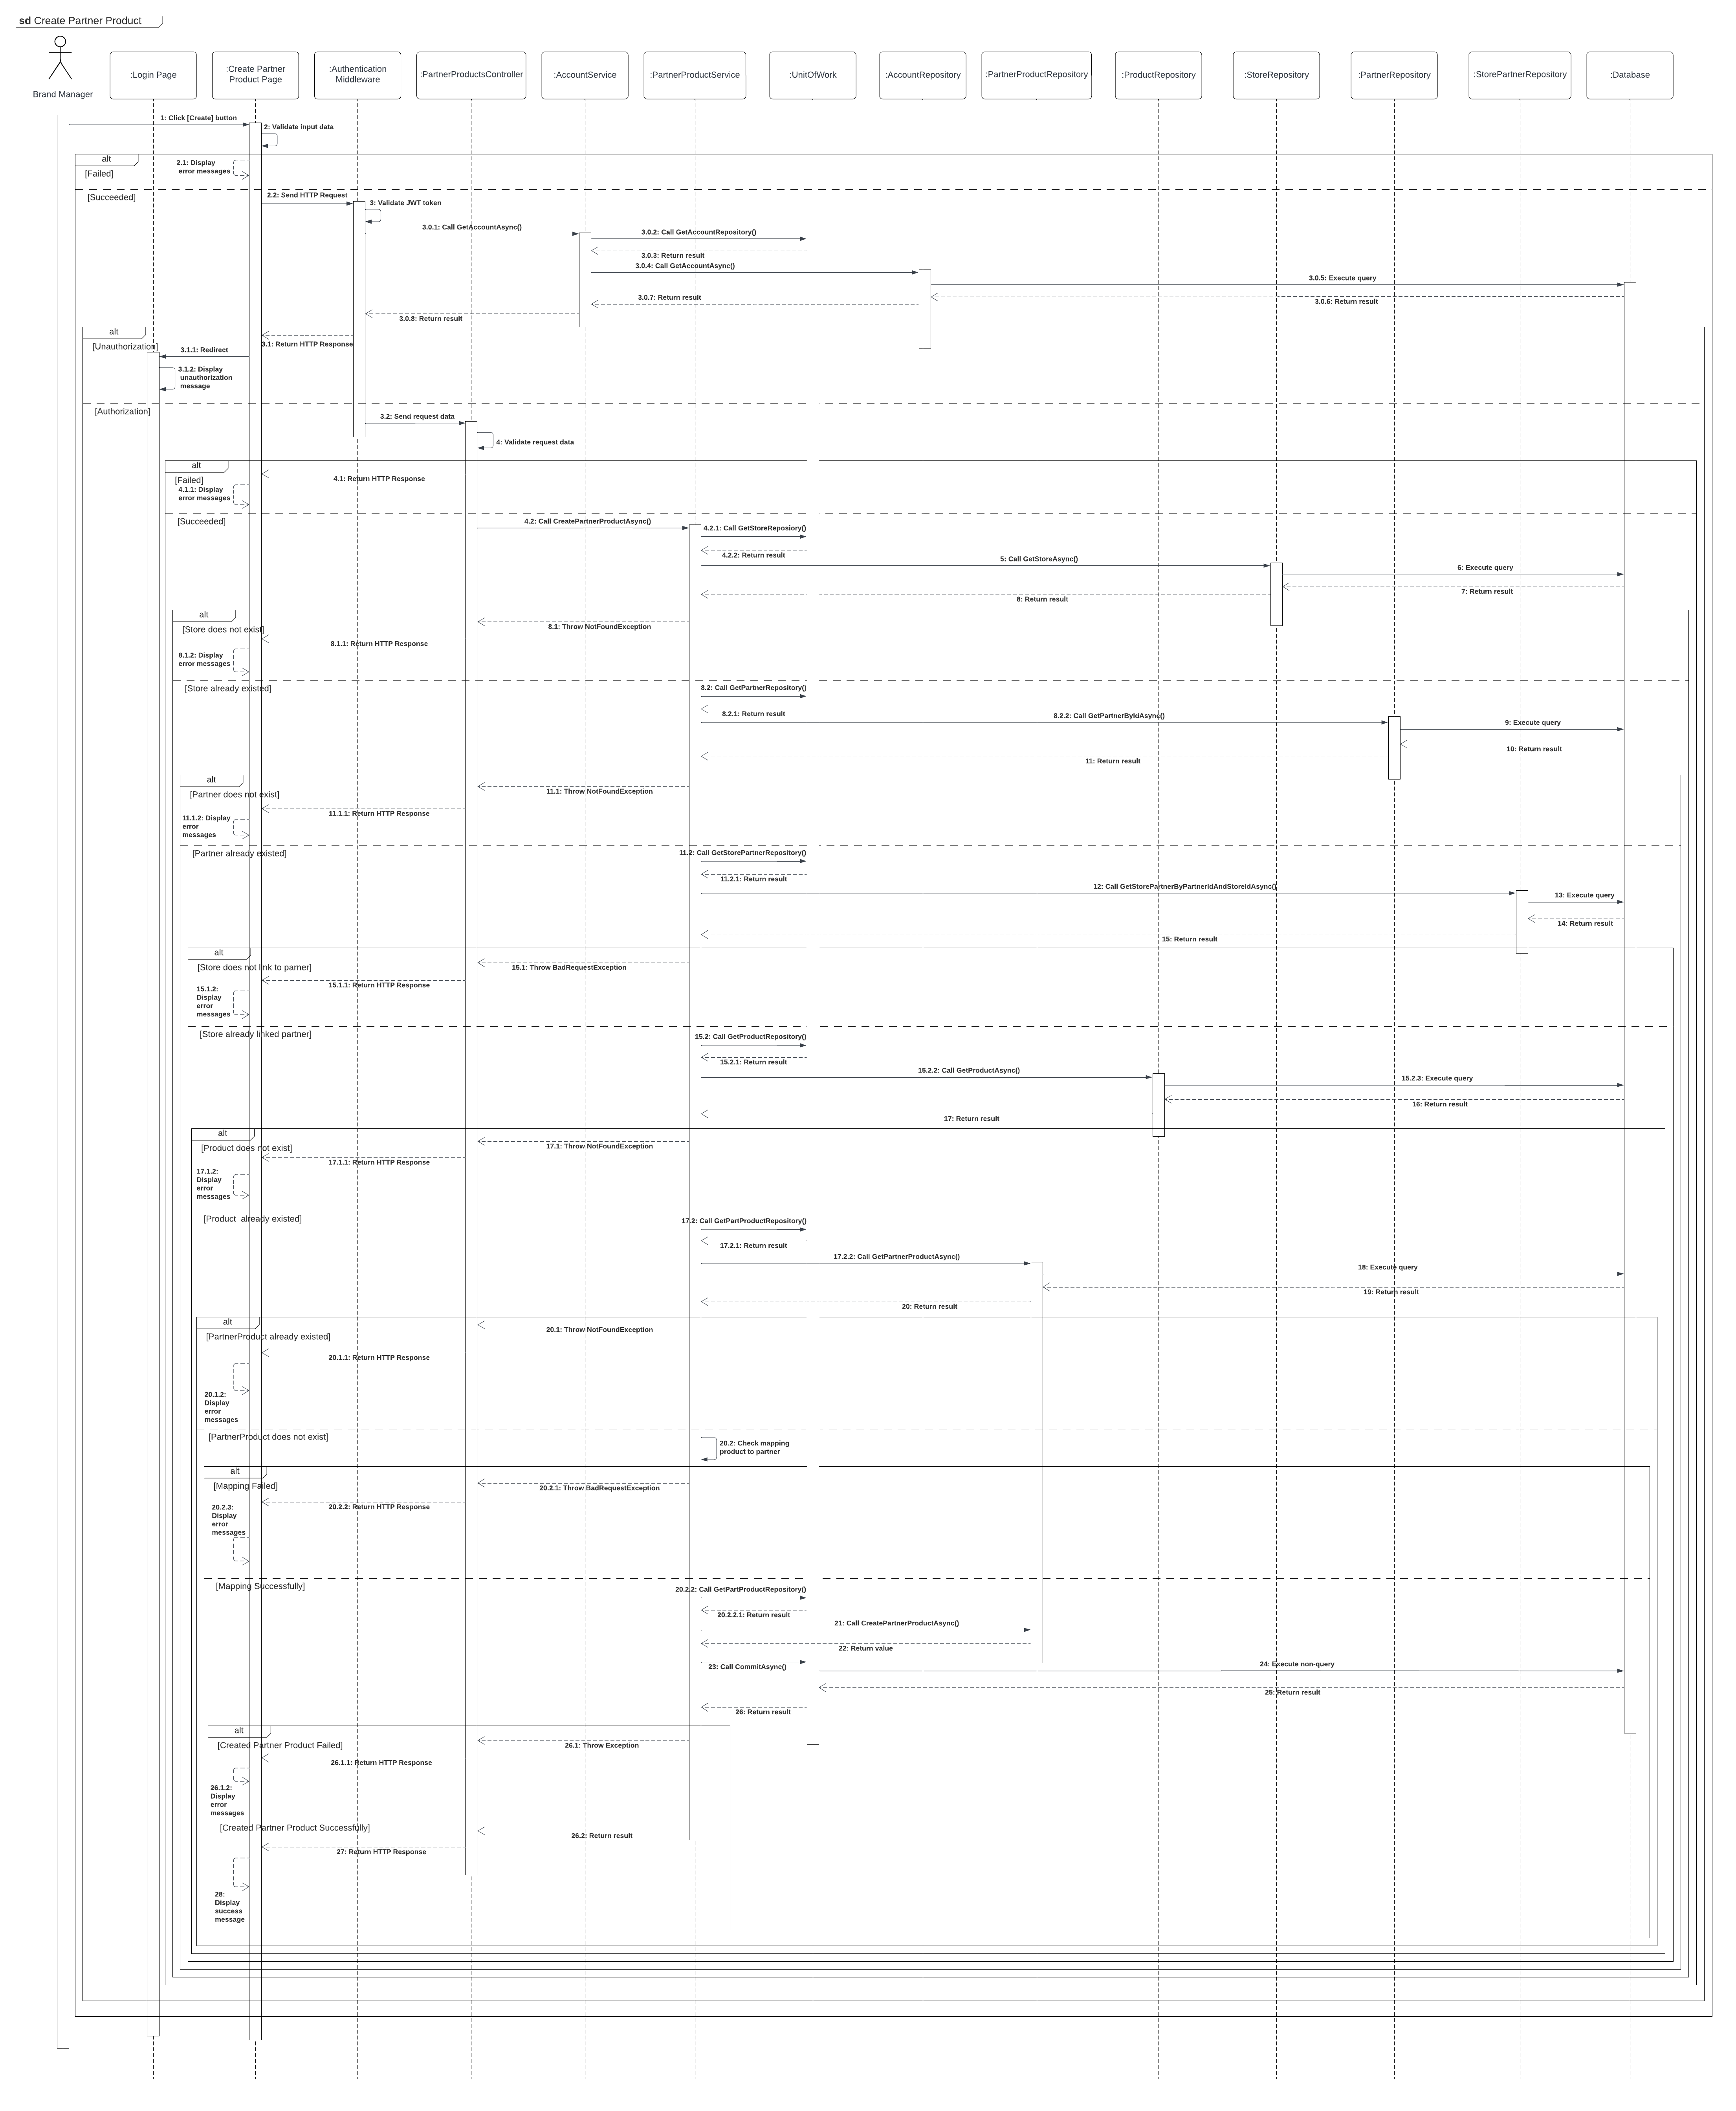 sd Create Partner Product
Brand Manager
:Login Page
:Create Partner
Product Page
:Authentication
Middleware
:PartnerProductsController
:AccountService
:PartnerProductService
:UnitOfWork
:AccountRepository
:PartnerProductRepository
:ProductRepository
:StoreRepository
:PartnerRepository
:StorePartnerRepository
:Database
1: Click [Create] button
2: Validate input data
alt
2.1: Display
error messages
[Failed]
[Succeeded]
2.2: Send HTTP Request
3: Validate JWT token
3.0.1: Call GetAccountAsync()
3.0.2: Call GetAccountRepository()
3.0.3: Return result
3.0.4: Call GetAccountAsync()
3.0.5: Execute query
3.0.6: Return result
3.0.7: Return result
3.0.8: Return result
alt
[Unauthorization]
3.1: Return HTTP Response
3.1.1: Redirect
3.1.2: Display
unauthorization
message
[Authorization]
3.2: Send request data
4: Validate request data
alt
[Failed]
4.1: Return HTTP Response
4.1.1: Display
error messages
[Succeeded]
4.2: Call CreatePartnerProductAsync()
4.2.1: Call GetStoreReposiory()
4.2.2: Return result
5: Call GetStoreAsync()
6: Execute query
7: Return result
8: Return result
alt
[Store does not exist]
8.1: Throw NotFoundException
8.1.1: Return HTTP Response
8.1.2: Display
error messages
[Store already existed]
8.2: Call GetPartnerRepository()
8.2.1: Return result
8.2.2: Call GetPartnerByIdAsync()
9: Execute query
10: Return result
11: Return result
alt
[Partner does not exist]
11.1: Throw NotFoundException
11.1.1: Return HTTP Response
11.1.2: Display
error
messages
[Partner already existed]
11.2: Call GetStorePartnerRepository()
11.2.1: Return result
12: Call GetStorePartnerByPartnerIdAndStoreIdAsync()
13: Execute query
14: Return result
15: Return result
alt
[Store does not link to parner]
15.1: Throw BadRequestException
15.1.1: Return HTTP Response
15.1.2:
Display
error
messages
[Store already linked partner]
15.2: Call GetProductRepository()
15.2.1: Return result
15.2.2: Call GetProductAsync()
15.2.3: Execute query
16: Return result
17: Return result
alt
[Product does not exist]
17.1: Throw NotFoundException
17.1.1: Return HTTP Response
17.1.2:
Display
error
messages
[Product  already existed]
17.2: Call GetPartProductRepository()
17.2.1: Return result
17.2.2: Call GetPartnerProductAsync()
18: Execute query
19: Return result
20: Return result
alt
[PartnerProduct already existed]
20.1: Throw NotFoundException
20.1.1: Return HTTP Response
20.1.2:
Display
error
messages
[PartnerProduct does not exist]
20.2: Check mapping
product to partner
alt
[Mapping Failed]
20.2.1: Throw BadRequestException
20.2.2: Return HTTP Response
20.2.3:
Display
error
messages
[Mapping Successfully]
20.2.2: Call GetPartProductRepository()
20.2.2.1: Return result
21: Call CreatePartnerProductAsync()
22: Return value
23: Call CommitAsync()
24: Execute non-query
25: Return result
26: Return result
alt
[Created Partner Product Failed]
26.1: Throw Exception
26.1.1: Return HTTP Response
26.1.2:
Display
error
messages
[Created Partner Product Successfully]
26.2: Return result
27: Return HTTP Response
28:
Display
success
message